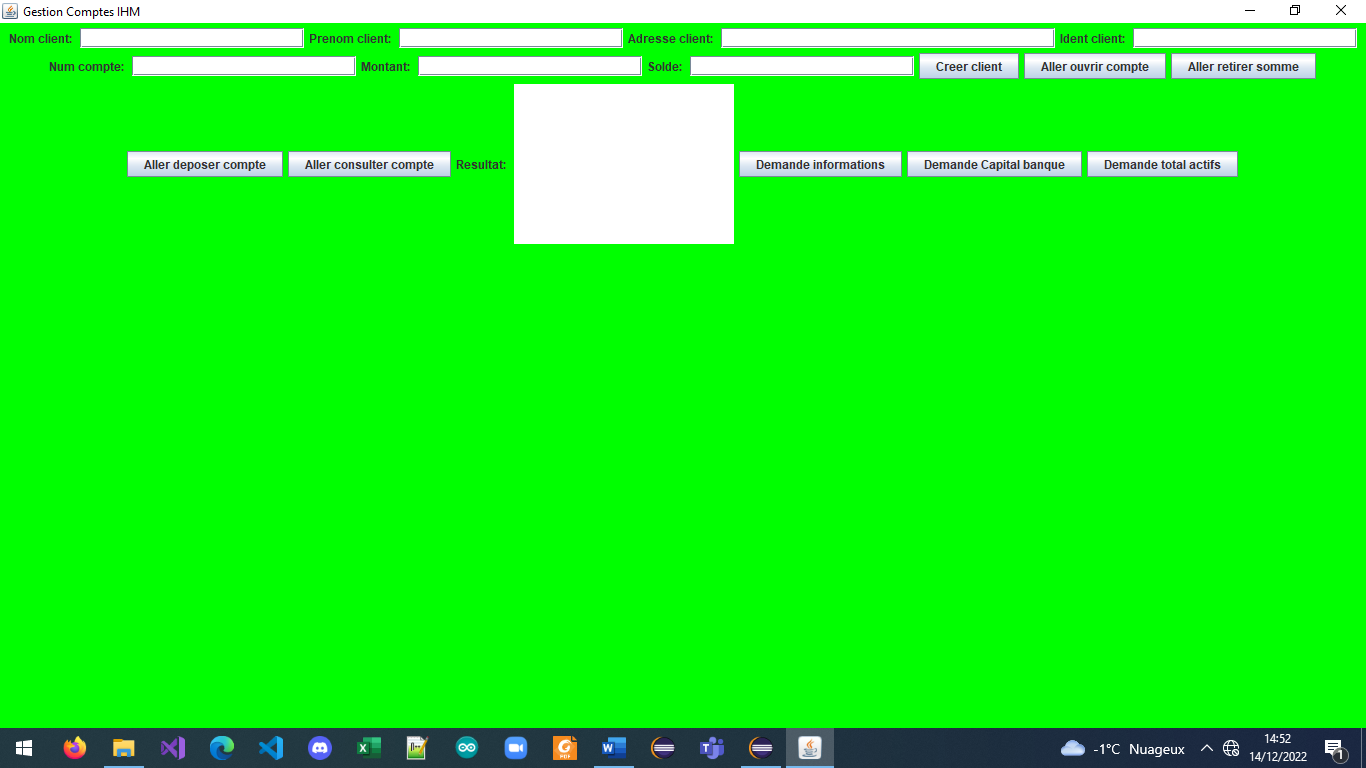 Gestion Comptes IHM
Nom client: Prenom client: Adresse client: Ident client:
Num compte: Montant: Solde: Creer client Aller ouvrir compte Aller retirer somme
Aller deposer compte Aller consulter compte Resultat: Demande informations Demande Capital banque Demande total actifs
-1°C Nuageux 14:52
14/12/2022 1